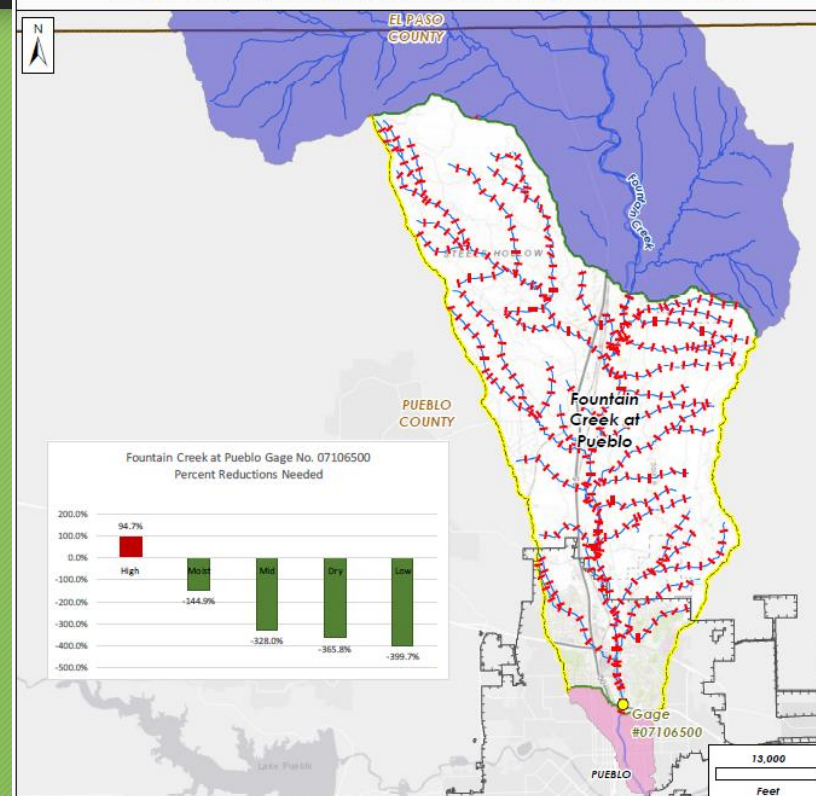 N
EL PASO
COUNTY
Fountain Creek
STEELE HOLLOW
PUEBLO
COUNTY
Fountain
Creek at
Pueblo
Fountain Creek at Pueblo Gage No. 07106500
Percent Reductions Needed
200.0%
100.0%
0.0%
-100.0%
-200.0%
-300.0%
-400.0%
-500.0%
94.7%
High
Moist
Mid
Dry
Low
-144.9%
-328.0%
-365.8%
-399.7%
Gage
#07106500
Lake Pueblo
PUEBLO
13,000
Feet